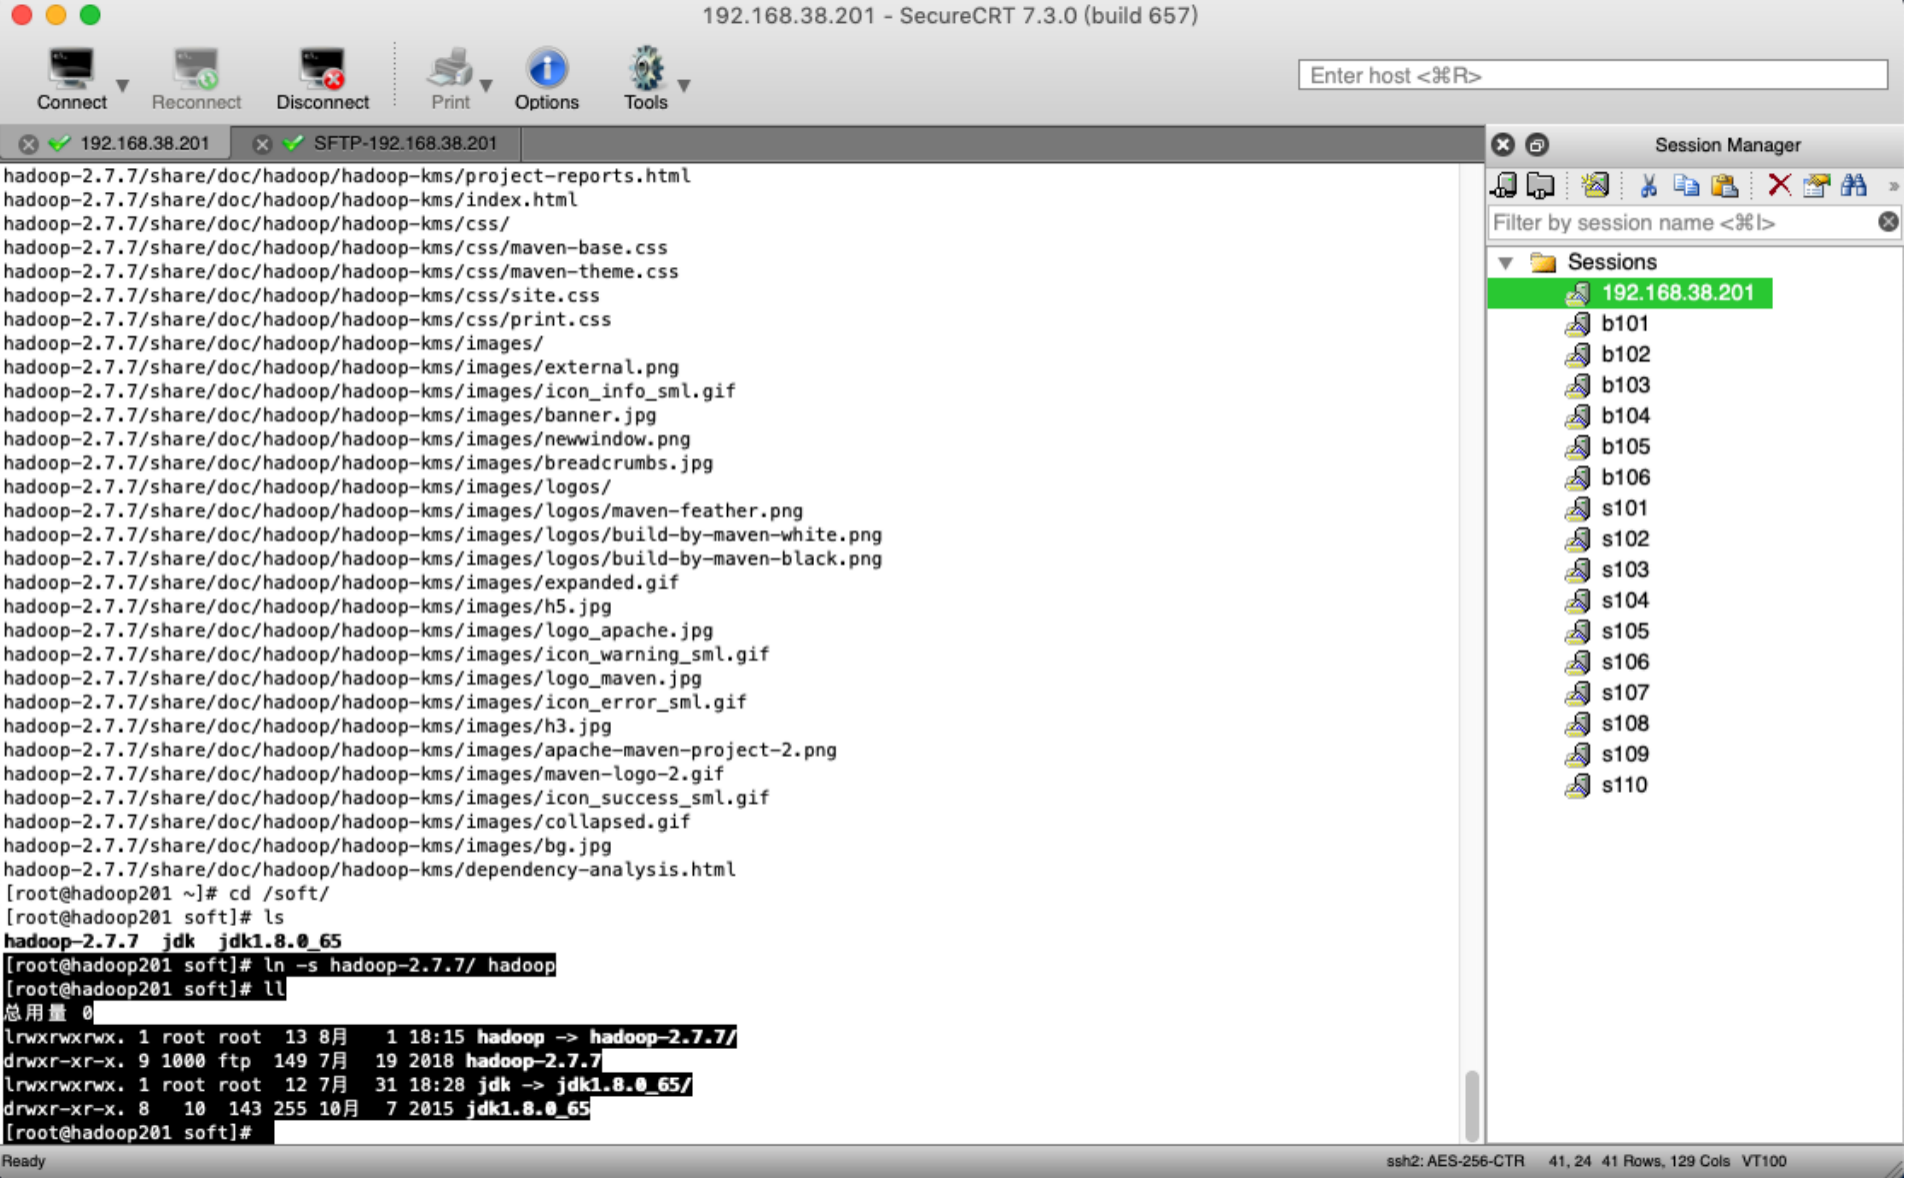 192.168.38.201 - SecureCRT 7.3.0 (build 657)
Connect Reconnect Disconnect Print Options Tools
Enter host <⌘R>
192.168.38.201 SFTP-192.168.38.201
hadoop-2.7.7/share/doc/hadoop/hadoop-kms/project-reports.html
hadoop-2.7.7/share/doc/hadoop/hadoop-kms/index.html
hadoop-2.7.7/share/doc/hadoop/hadoop-kms/css/
hadoop-2.7.7/share/doc/hadoop/hadoop-kms/css/maven-base.css
hadoop-2.7.7/share/doc/hadoop/hadoop-kms/css/maven-theme.css
hadoop-2.7.7/share/doc/hadoop/hadoop-kms/css/site.css
hadoop-2.7.7/share/doc/hadoop/hadoop-kms/css/print.css
hadoop-2.7.7/share/doc/hadoop/hadoop-kms/images/
hadoop-2.7.7/share/doc/hadoop/hadoop-kms/images/external.png
hadoop-2.7.7/share/doc/hadoop/hadoop-kms/images/icon_info_sml.gif
hadoop-2.7.7/share/doc/hadoop/hadoop-kms/images/banner.jpg
hadoop-2.7.7/share/doc/hadoop/hadoop-kms/images/newwindow.png
hadoop-2.7.7/share/doc/hadoop/hadoop-kms/images/breadcrumbs.jpg
hadoop-2.7.7/share/doc/hadoop/hadoop-kms/images/logos/
hadoop-2.7.7/share/doc/hadoop/hadoop-kms/images/logos/maven-feather.png
hadoop-2.7.7/share/doc/hadoop/hadoop-kms/images/logos/build-by-maven-white.png
hadoop-2.7.7/share/doc/hadoop/hadoop-kms/images/logos/build-by-maven-black.png
hadoop-2.7.7/share/doc/hadoop/hadoop-kms/images/expanded.gif
hadoop-2.7.7/share/doc/hadoop/hadoop-kms/images/h5.jpg
hadoop-2.7.7/share/doc/hadoop/hadoop-kms/images/logo_apache.jpg
hadoop-2.7.7/share/doc/hadoop/hadoop-kms/images/icon_warning_sml.gif
hadoop-2.7.7/share/doc/hadoop/hadoop-kms/images/logo_maven.jpg
hadoop-2.7.7/share/doc/hadoop/hadoop-kms/images/icon_error_sml.gif
hadoop-2.7.7/share/doc/hadoop/hadoop-kms/images/h3.jpg
hadoop-2.7.7/share/doc/hadoop/hadoop-kms/images/apache-maven-project-2.png
hadoop-2.7.7/share/doc/hadoop/hadoop-kms/images/maven-logo-2.gif
hadoop-2.7.7/share/doc/hadoop/hadoop-kms/images/icon_success_sml.gif
hadoop-2.7.7/share/doc/hadoop/hadoop-kms/images/collapsed.gif
hadoop-2.7.7/share/doc/hadoop/hadoop-kms/images/bg.jpg
hadoop-2.7.7/share/doc/hadoop/hadoop-kms/dependency-analysis.html
[root@hadoop201 ~]# cd /soft/
[root@hadoop201 soft]# ls
hadoop-2.7.7 jdk jdk1.8.0_65
[root@hadoop201 soft]# ln -s hadoop-2.7.7/ hadoop
[root@hadoop201 soft]# ll
总用量 0
lrwxrwxrwx. 1 root root 13 8月 1 18:15 hadoop -> hadoop-2.7.7/
drwxr-xr-x. 9 1000 ftp 149 7月 19 2018 hadoop-2.7.7
lrwxrwxrwx. 1 root root 12 7月 31 18:28 jdk -> jdk1.8.0_65/
drwxr-xr-x. 8 10 143 255 10月 7 2015 jdk1.8.0_65
[root@hadoop201 soft]#
Session Manager
Filter by session name <⌘I>
Sessions
192.168.38.201
b101
b102
b103
b104
b105
b106
s101
s102
s103
s104
s105
s106
s107
s108
s109
s110
Ready
ssh2: AES-256-CTR 41, 24 41 Rows, 129 Cols VT100